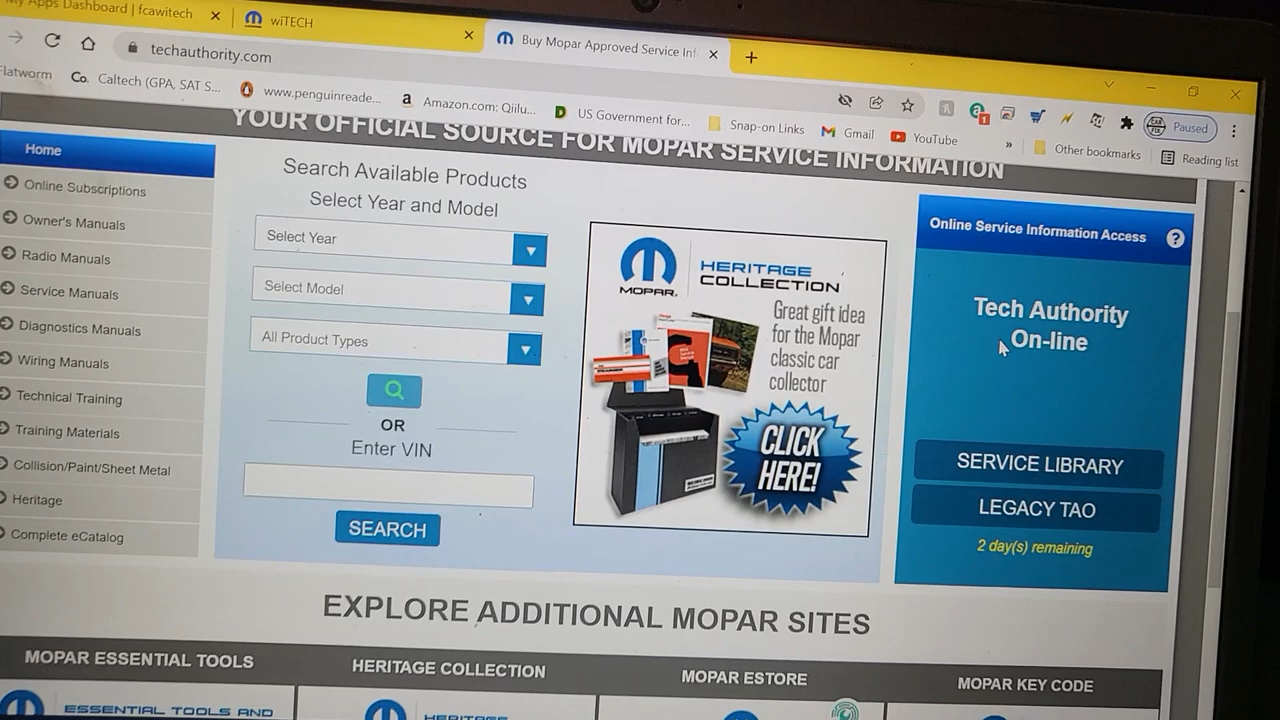 My Apps Dashboard | fcawitech
wiTECH
Buy Mopar Approved Service Inf
techauthority.com
Paused
Flatworm
Co. Caltech (GPA, SAT S...
www.penguinreade...
a Amazon.com: Qiilu...
D US Government for...
Snap-on Links
Gmail
YouTube
»
Other bookmarks
Reading list
YOUR OFFICIAL SOURCE FOR MOPAR SERVICE INFORMATION
Home
Online Subscriptions
Owner's Manuals
Radio Manuals
Service Manuals
Diagnostics Manuals
Wiring Manuals
Technical Training
Training Materials
Collision/Paint/Sheet Metal
Heritage
Complete eCatalog
Search Available Products
Select Year and Model
Select Year
Select Model
All Product Types
OR
Enter VIN
SEARCH
MOPAR.
HERITAGE
COLLECTION
Great gift idea
for the Mopar
classic car
collector
CLICK
HERE!
Online Service Information Access ?
Tech Authority
On-line
SERVICE LIBRARY
LEGACY TAO
2 day(s) remaining
EXPLORE ADDITIONAL MOPAR SITES
MOPAR ESSENTIAL TOOLS
HERITAGE COLLECTION
MOPAR ESTORE
MOPAR KEY CODE
ESSENTIAL TOOLS AND
HERITAGE